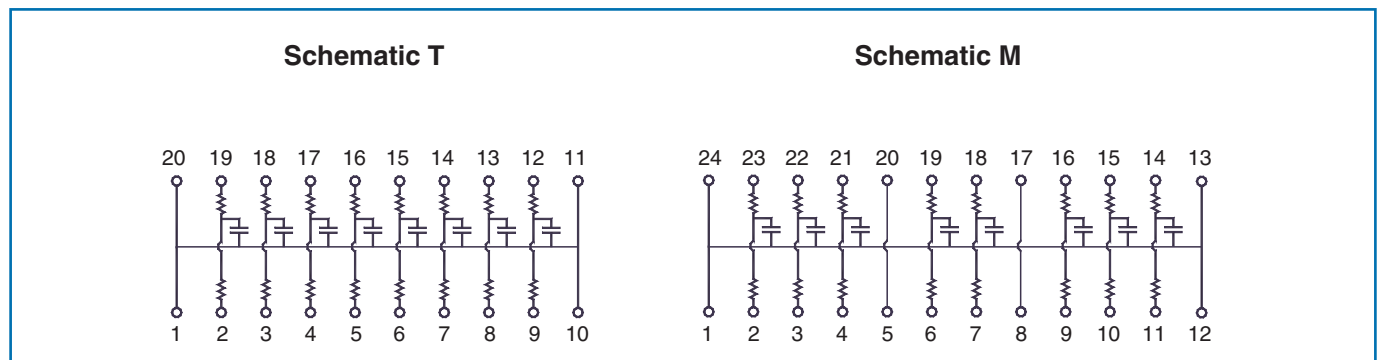 Schematic T
Schematic M
20 19 18 17 16 15 14 13 12 11
24 23 22 21 20 19 18 17 16 15 14 13
1 2 3 4 5 6 7 8 9 10
1 2 3 4 5 6 7 8 9 10 11 12